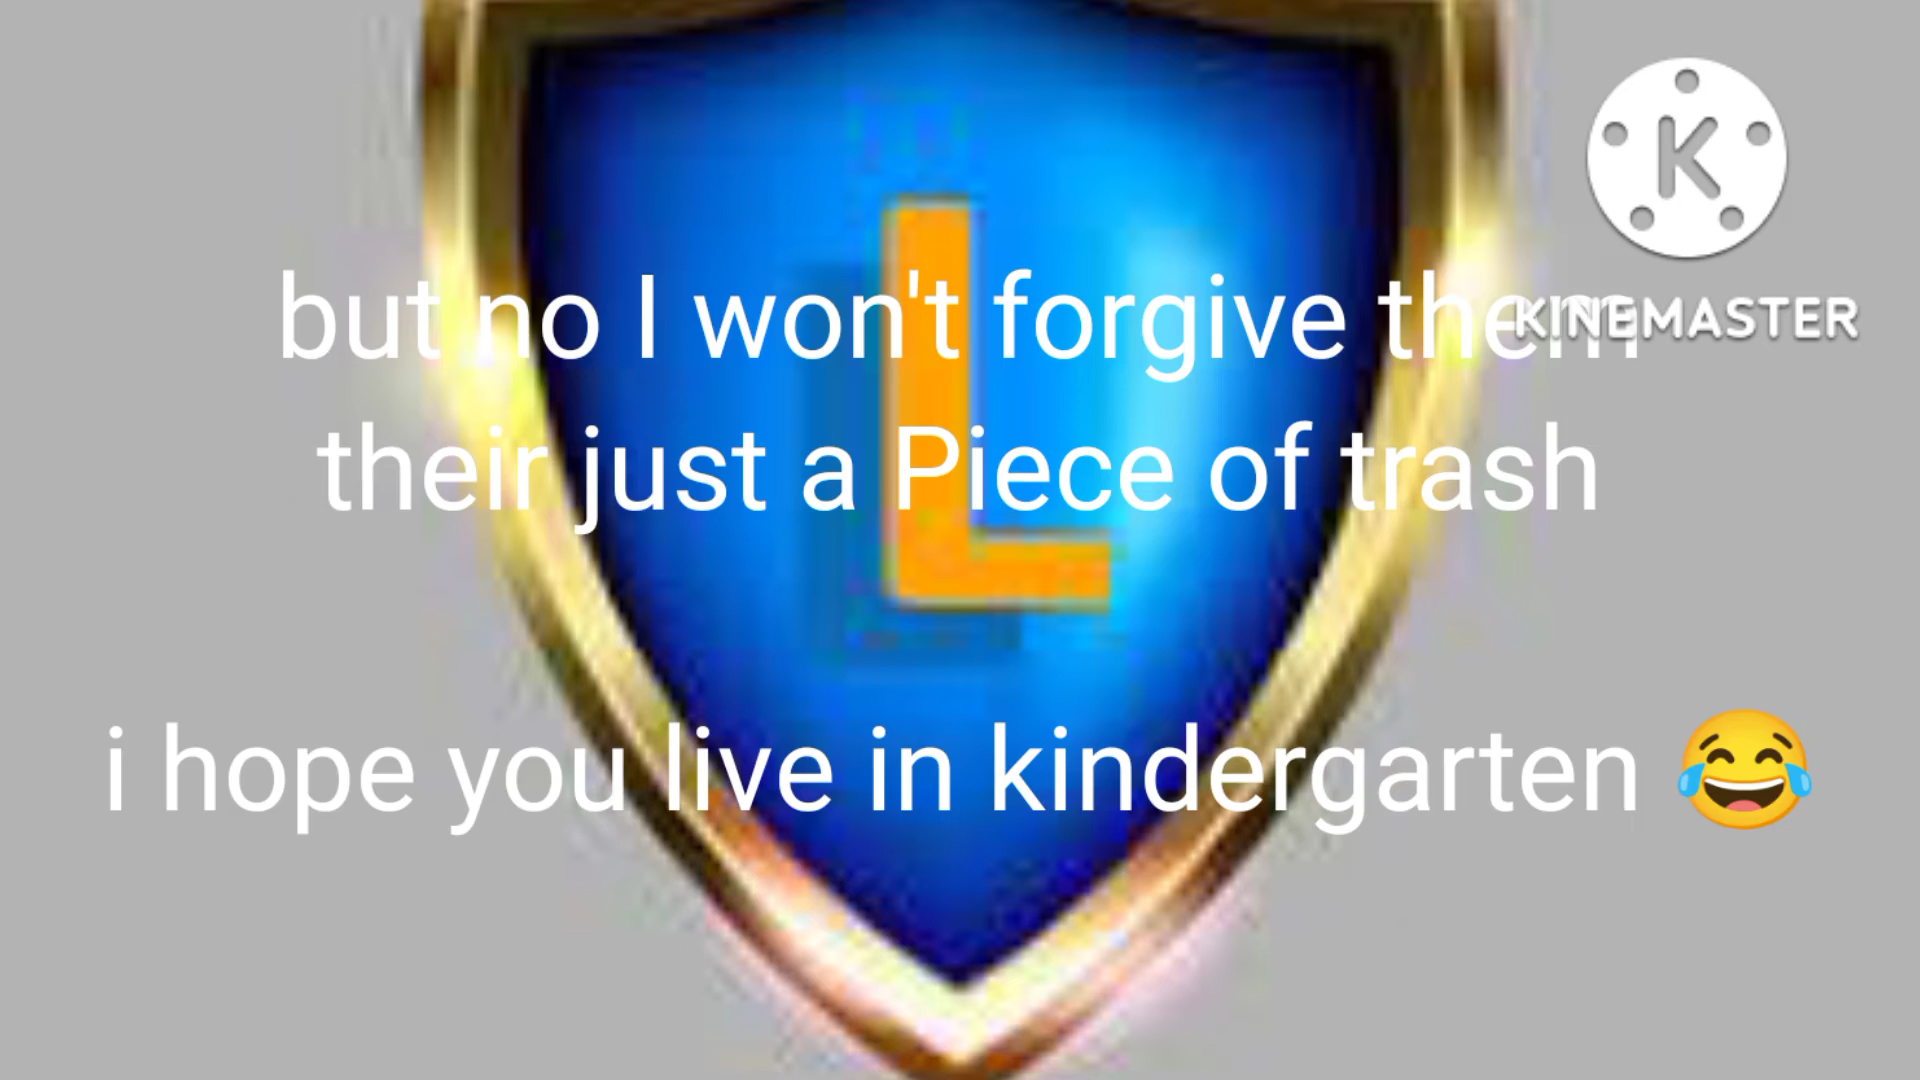 L
K
KINEMASTER
but no I won't forgive them
their just a Piece of trash
i hope you live in kindergarten 😂